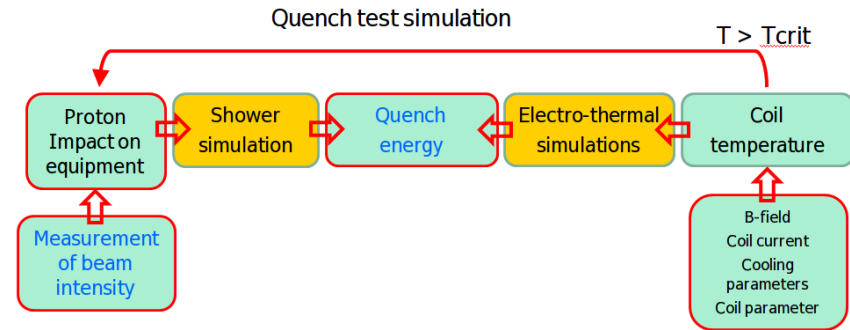 Quench test simulation
T > Tcrit
Proton
Impact on
equipment
Shower
simulation
Quench
energy
Electro-thermal
simulations
Coil
temperature
Measurement
of beam
intensity
B-field
Coil current
Cooling
parameters
Coil parameter